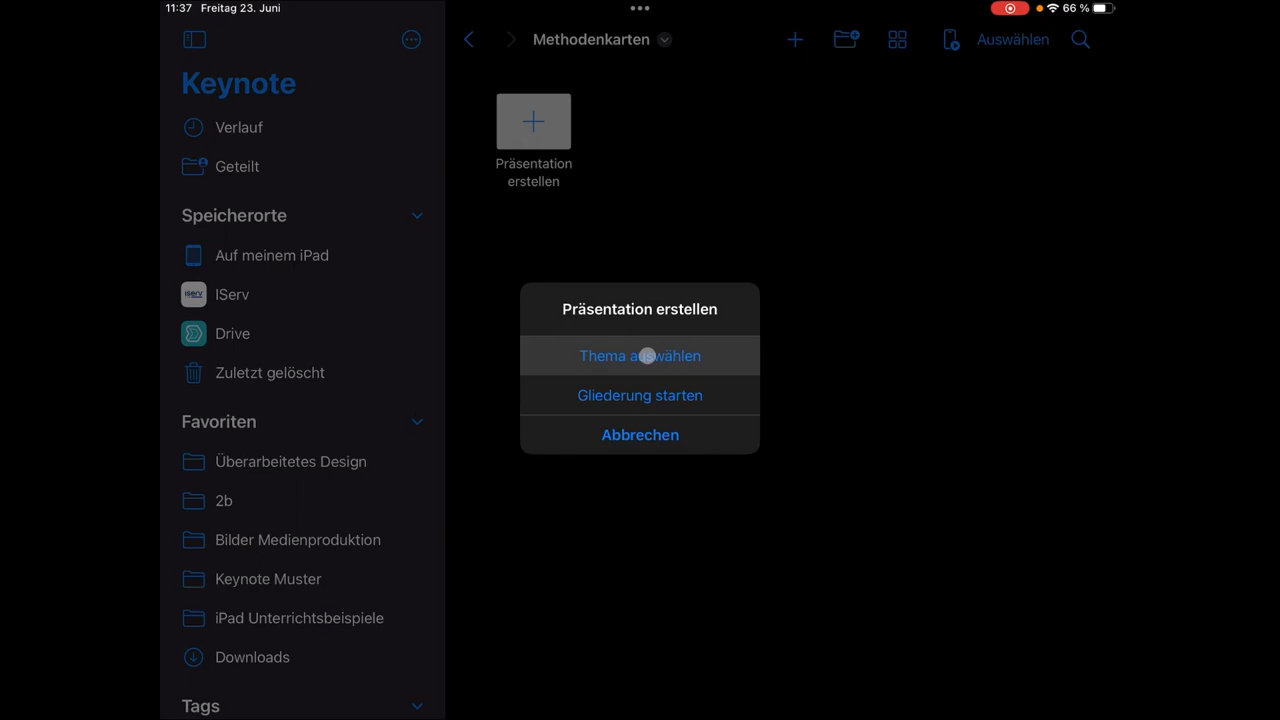 11:37 Freitag 23. Juni
66 %
Keynote
Verlauf
Geteilt
Speicherorte
Auf meinem iPad
IServ
IServ
Drive
Zuletzt gelöscht
Favoriten
Überarbeitetes Design
2b
Bilder Medienproduktion
Keynote Muster
iPad Unterrichtsbeispiele
Downloads
Tags
Methodenkarten
Auswählen
Präsentation
erstellen
Präsentation erstellen
Thema auswählen
Gliederung starten
Abbrechen